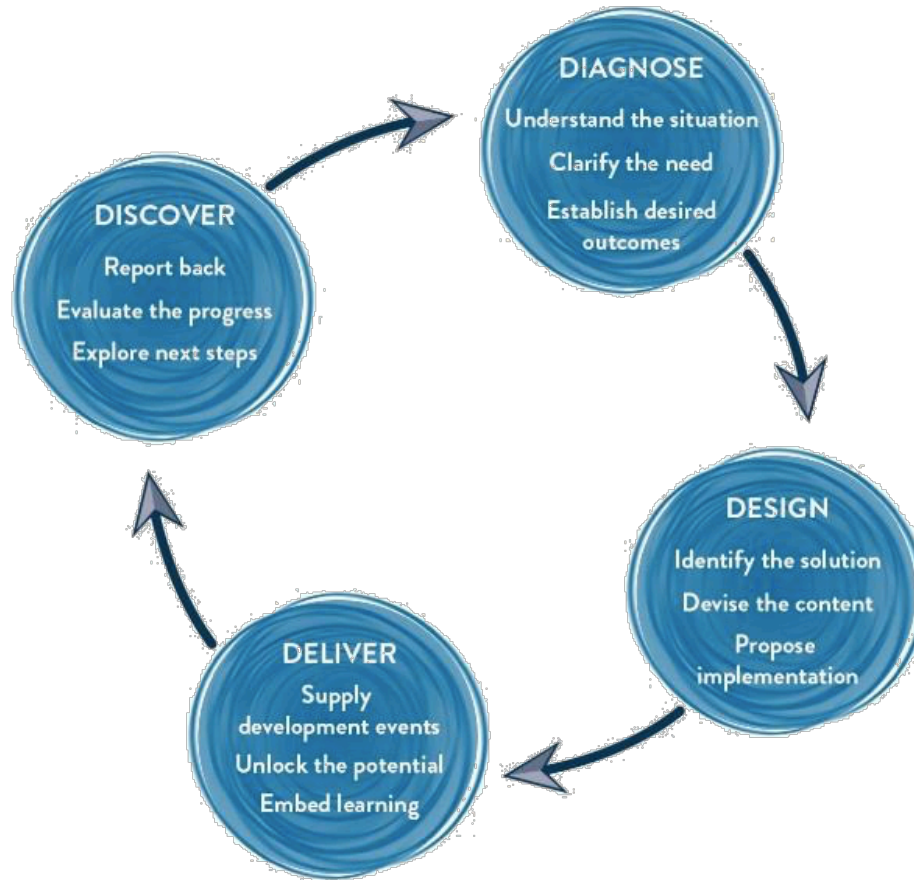 DIAGNOSE
Understand the situation
Clarify the need
Establish desired
outcomes
DISCOVER
Report back
Evaluate the progress
Explore next steps
DESIGN
Identify the solution
Devise the content
Propose
implementation
DELIVER
Supply
development events
Unlock the potential
Embed learning